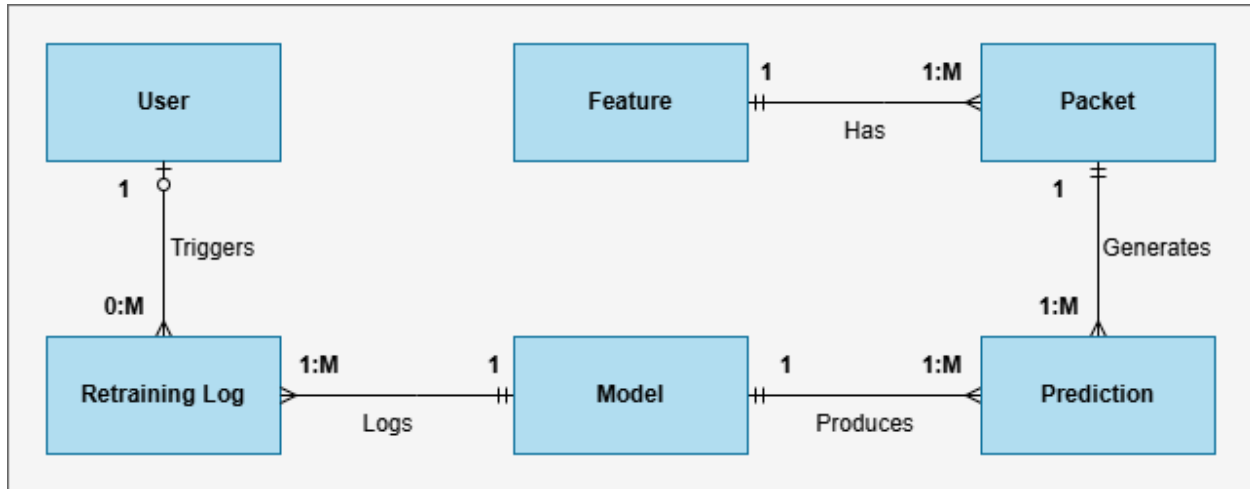 User
Feature
1
1:M
Packet
Has
1
1
Triggers
Generates
0:M
1:M
Retraining Log
1:M
1
Model
1
1:M
Prediction
Logs
Produces